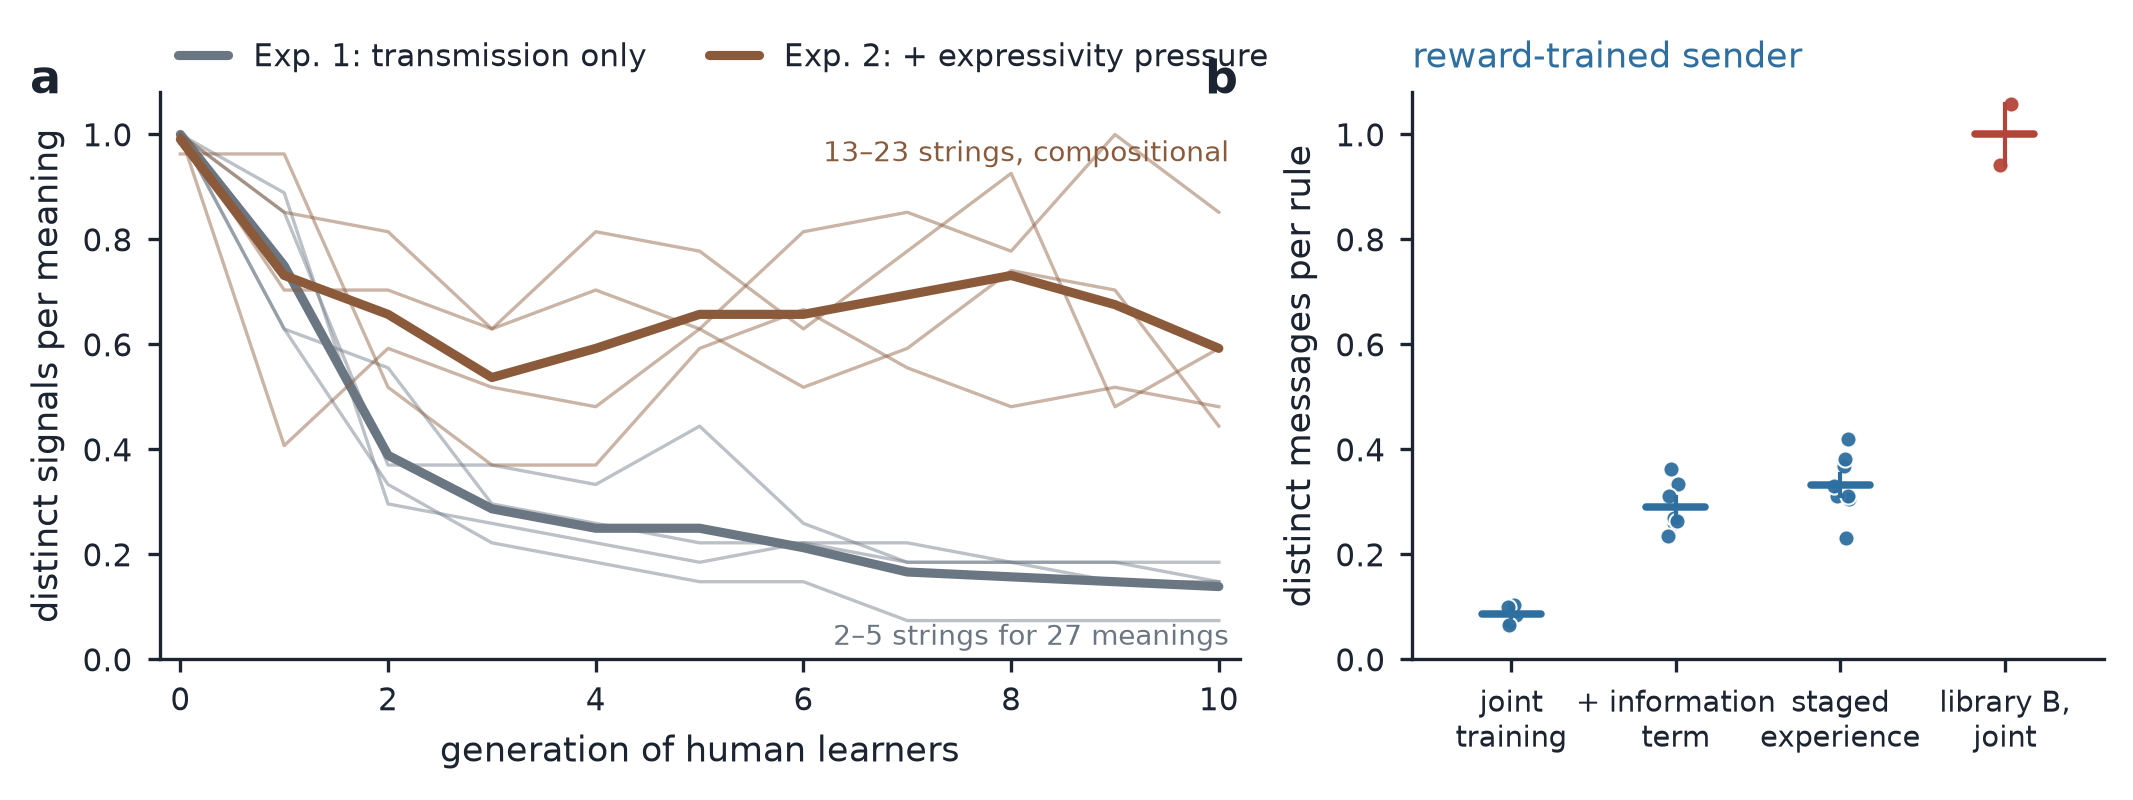 Exp. 1: transmission only
Exp. 2: + expressivity pressure
a
distinct signals per meaning
1.0
0.8
0.6
0.4
0.2
0.0
13–23 strings, compositional
2–5 strings for 27 meanings
0
2
4
6
8
10
generation of human learners
b
reward-trained sender
distinct messages per rule
1.0
0.8
0.6
0.4
0.2
0.0
joint
training
+ information
term
staged
experience
library B,
joint